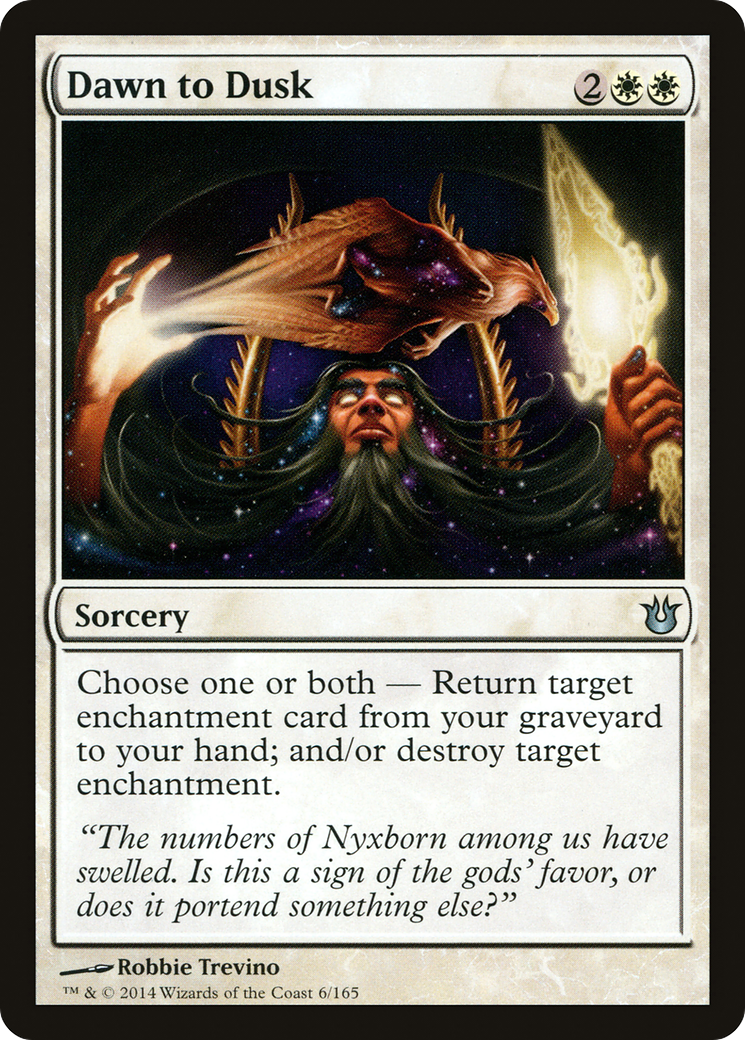 Dawn to Dusk 2
Sorcery
Choose one or both — Return target
enchantment card from your graveyard
to your hand; and/or destroy target
enchantment.
“The numbers of Nyxborn among us have
swelled. Is this a sign of the gods’ favor, or
does it portend something else?”
Robbie Trevino
™ & © 2014 Wizards of the Coast 6/165